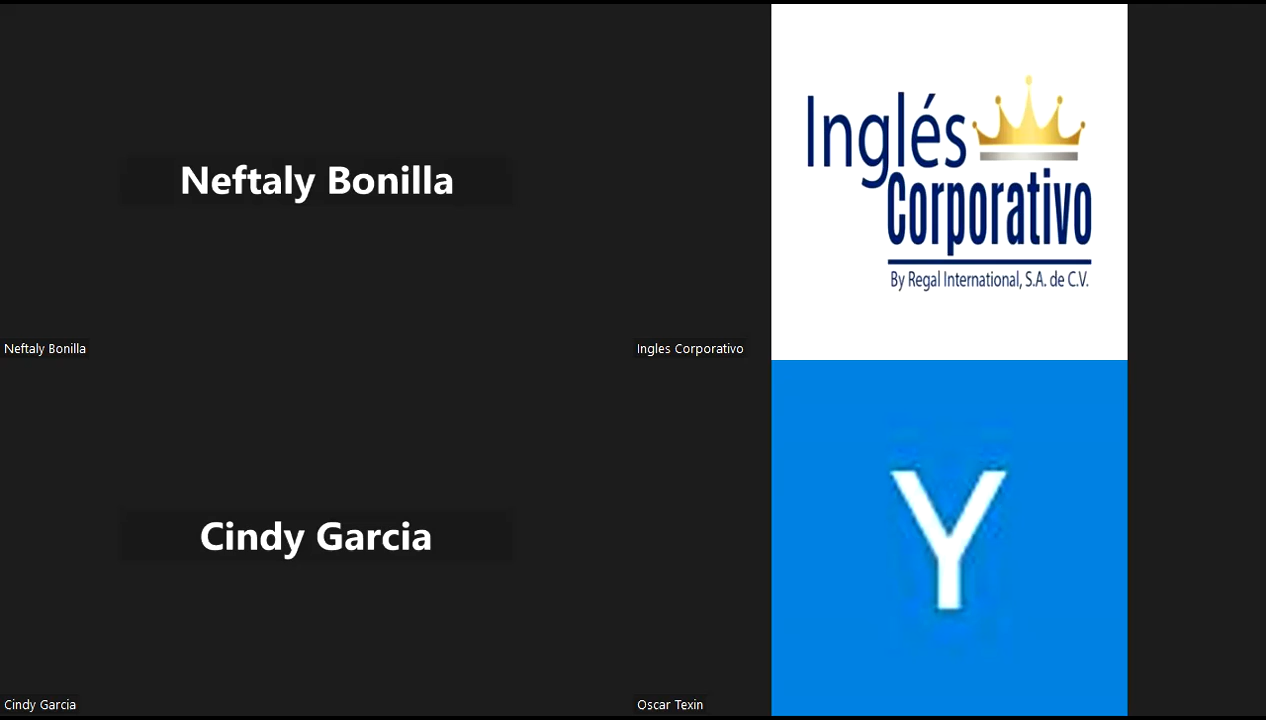 Neftaly Bonilla
Neftaly Bonilla
Inglés
Corporativo
By Regal International, S.A. de C.V.
Ingles Corporativo
Cindy Garcia
Cindy Garcia
Y
Oscar Texin